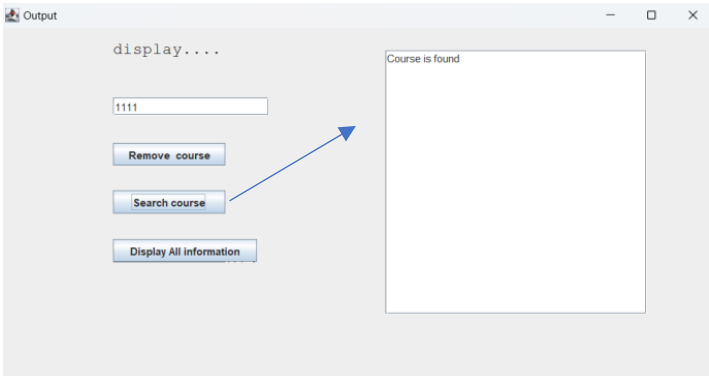 Output
display....
Course is found
1111
Remove course
Search course
Display All information